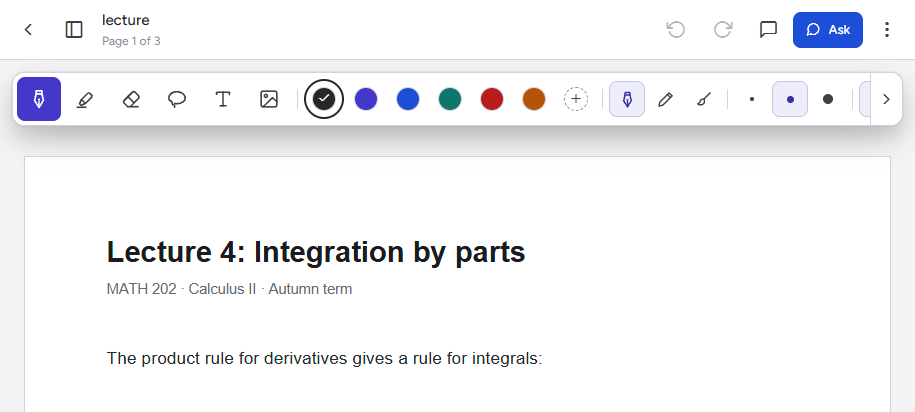 lecture
Page 1 of 3
Ask
Lecture 4: Integration by parts
MATH 202 · Calculus II · Autumn term
The product rule for derivatives gives a rule for integrals: